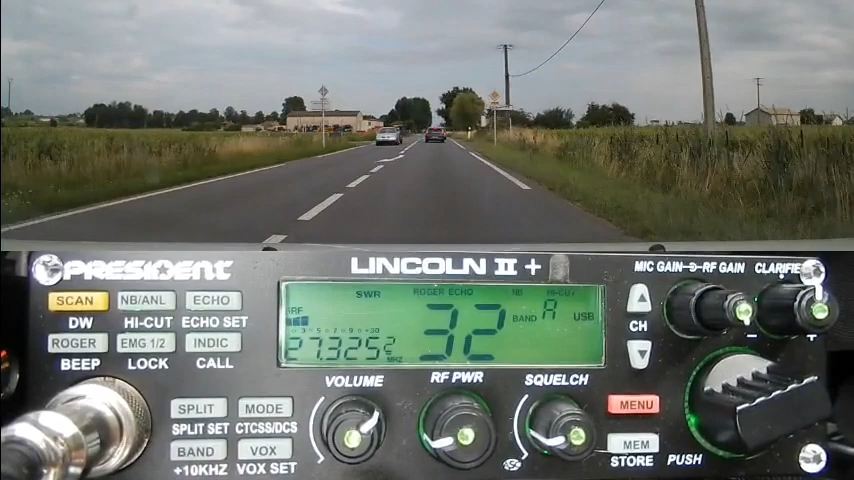 PRESIDENT
LINCOLN II +
MIC GAIN RF GAIN CLARIFIER
SCAN NB/ANL ECHO
DW HI-CUT ECHO SET
ROGER EMG 1/2 INDIC
BEEP LOCK CALL
SWR ROGER ECHO NB HI-CUT
RF
32 BAND A USB
27.3252 MHZ
CH
VOLUME RF PWR SQUELCH
SPLIT MODE
SPLIT SET CTCSS/DCS
BAND VOX
+10KHZ VOX SET
MENU
MEM
STORE PUSH
- +